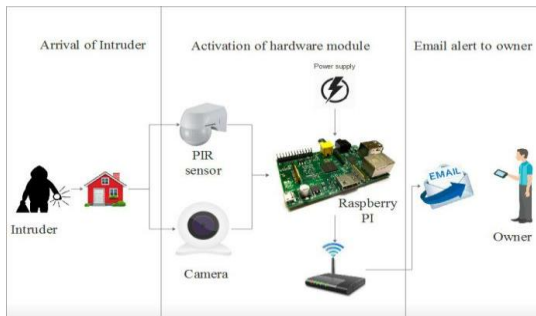 Arrival of Intruder
Activation of hardware module
Email alert to owner
Power supply
PIR
sensor
EMAIL
Raspberry
PI
Intruder
Camera
Owner